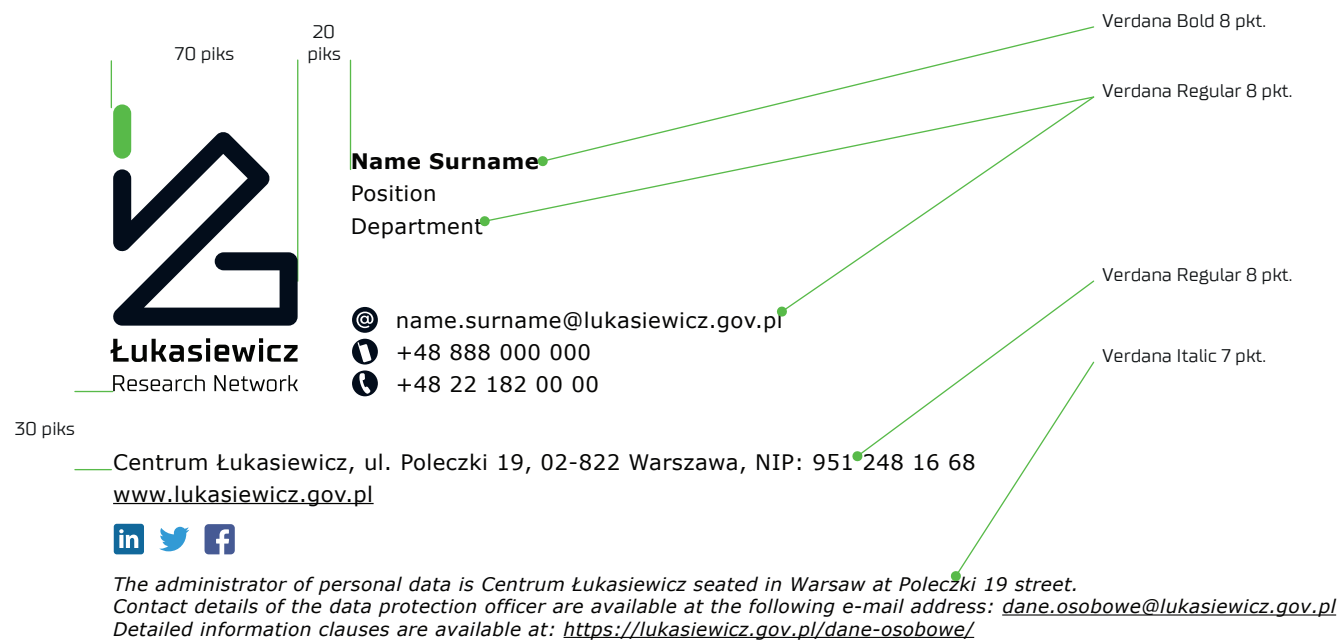 20
70 piks
piks
Verdana Bold 8 pkt.
Verdana Regular 8 pkt.
Name Surname
Position
Department
Verdana Regular 8 pkt.
@ name.surname@lukasiewicz.gov.pl
Łukasiewicz
+48 888 000 000
Verdana Italic 7 pkt.
Research Network
+48 22 182 00 00
30 piks
Centrum Łukasiewicz, ul. Poleczki 19, 02-822 Warszawa, NIP: 951 248 16 68
www.lukasiewicz.gov.pl
in f
The administrator of personal data is Centrum Łukasiewicz seated in Warsaw at Poleczki 19 street.
Contact details of the data protection officer are available at the following e-mail address: dane.osobowe@lukasiewicz.gov.pl
Detailed information clauses are available at: https://lukasiewicz.gov.pl/dane-osobowe/